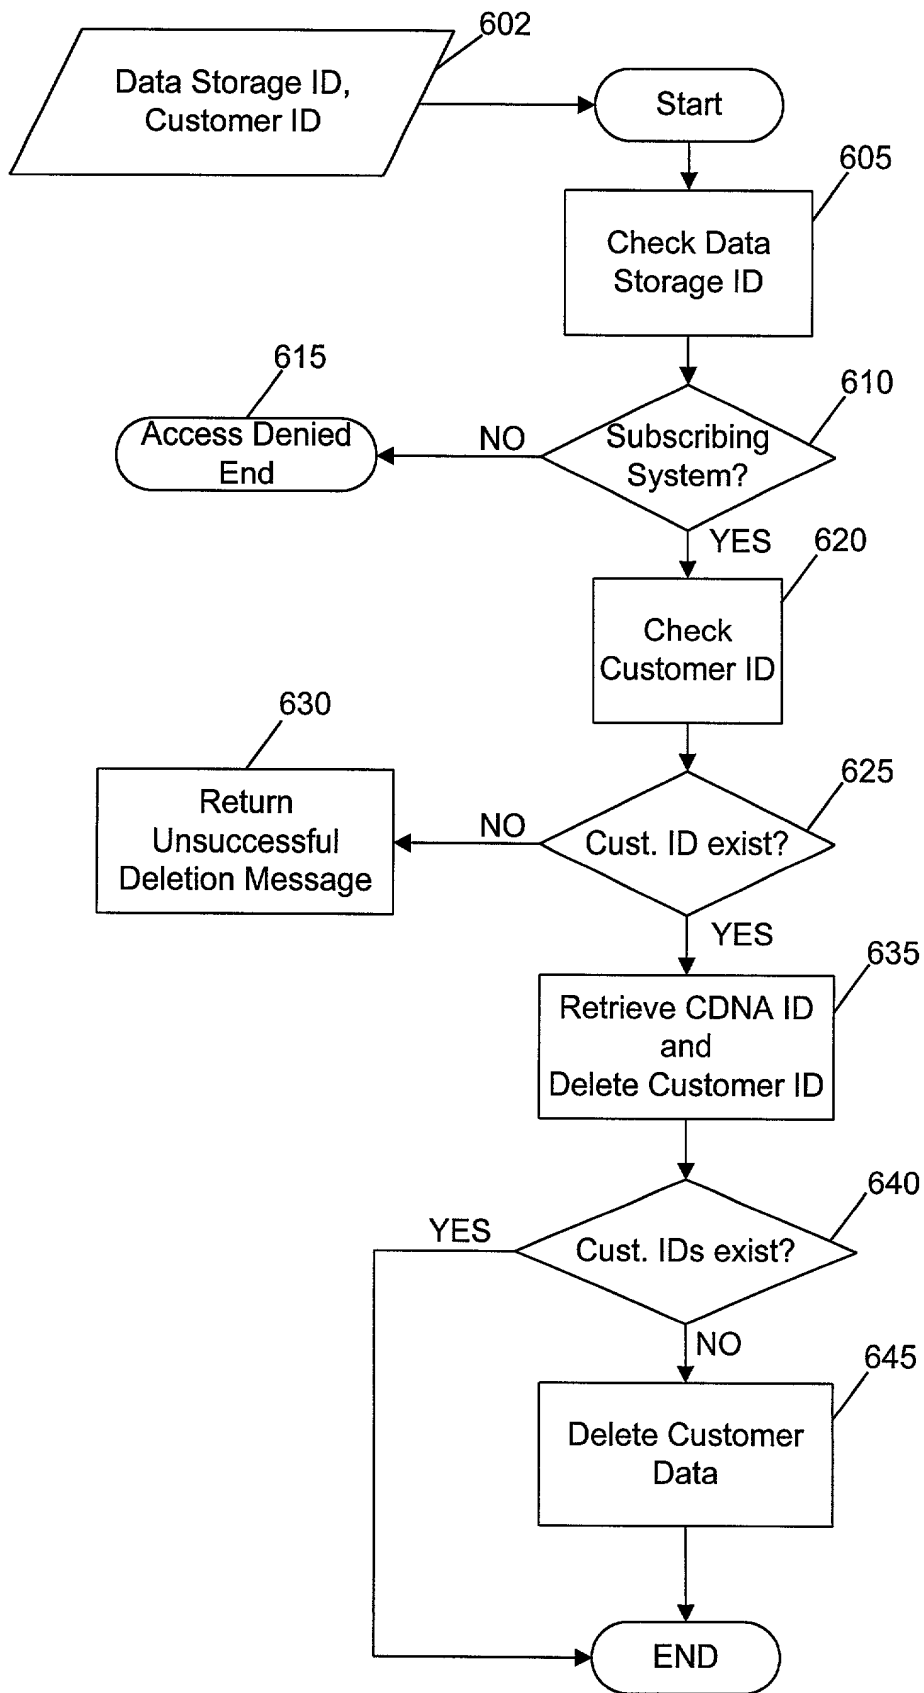 602
Data Storage ID,
Customer ID
Start
605
Check Data
Storage ID
615
610
Access Denied
End
NO
Subscribing
System?
YES
620
Check
Customer ID
630
625
Return
Unsuccessful
Deletion Message
NO
Cust. ID exist?
YES
635
Retrieve CDNA ID
and
Delete Customer ID
640
YES
Cust. IDs exist?
NO
645
Delete Customer
Data
END